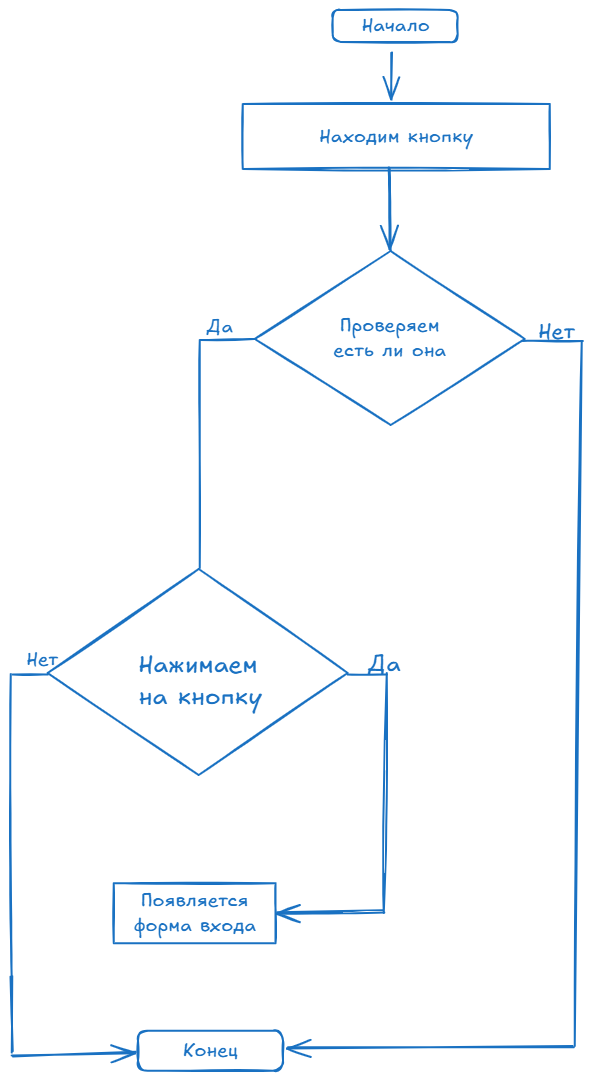 Начало
Находим кнопку
Проверяем
есть ли она
Да
Нет
Нажимаем
на кнопку
Нет
Да
Появляется
форма входа
Конец